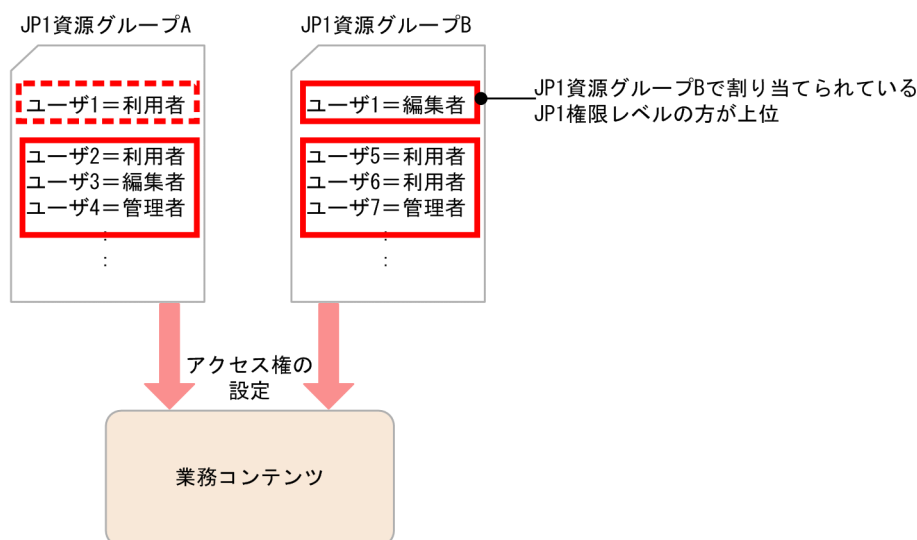 JP1資源グループA
ユーザ1＝利用者
ユーザ2＝利用者
ユーザ3＝編集者
ユーザ4＝管理者
：
：
JP1資源グループB
ユーザ1＝編集者
ユーザ5＝利用者
ユーザ6＝利用者
ユーザ7＝管理者
：
：
JP1資源グループBで割り当てられている
JP1権限レベルの方が上位
アクセス権の
設定
業務コンテンツ